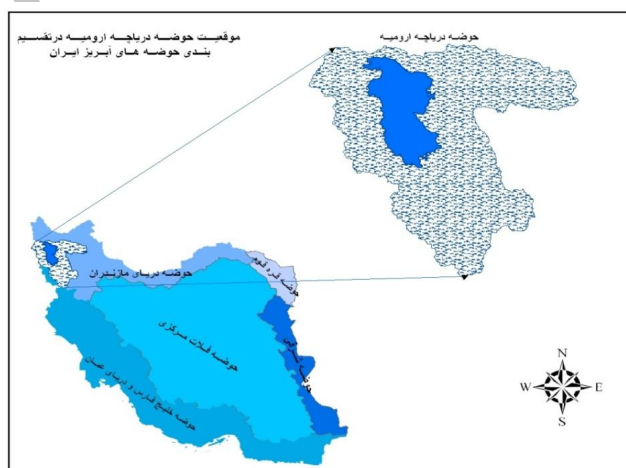 موقعیت حوضه دریاچه ارومیه درتقسیم
بندی حوضه های آبریز ایران
حوضه دریاچه ارومیه
حوضه دریای مازندران
حوضه قره قوم
حوضه فلات مرکزی
حوضه خلیج فارس و دریای عمان
N
W
E
S